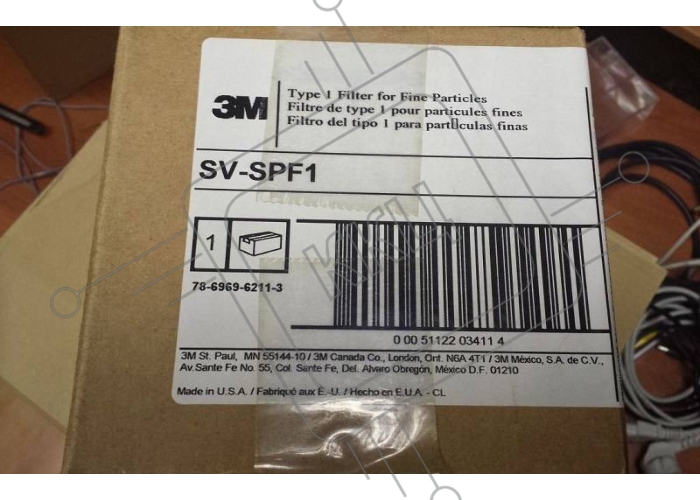 3M
Type 1 Filter for Fine Particles
Filtre de type 1 pour particules fines
Filtro del tipo 1 para part▯culas finas
SV-SPF1
1
78-6969-6211-3
0 00 51122 03411 4
3M St. Paul, MN 55144-10 / 3M Canada Co., London, Ont. N6A 4T1 / 3M México, S.A. de C.V.,
Av. Sante Fe No. 55, Col. Sante Fe, Del. Alvaro Obregón, México D.F. 01210
Made in U.S.A. / Fabriqué aux É.-U. / Hecho en E.U.A. - CL